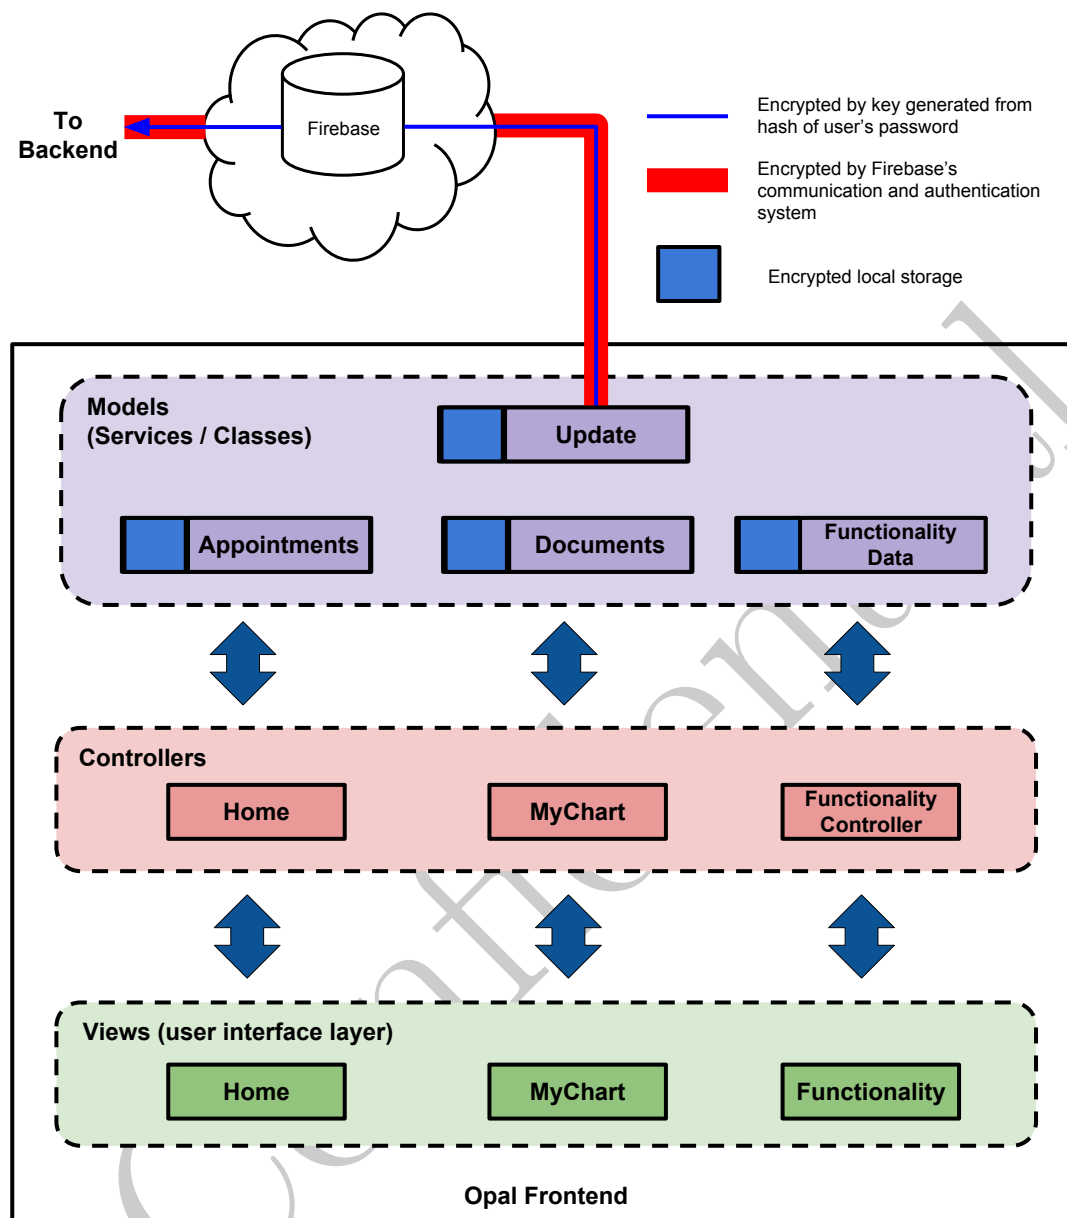 To
Backend
Firebase
Encrypted by key generated from
hash of user's password
Encrypted by Firebase's
communication and authentication
system
Encrypted local storage
Models
(Services / Classes)
Update
Appointments
Documents
Functionality
Data
Controllers
Home
MyChart
Functionality
Controller
Views (user interface layer)
Home
MyChart
Functionality
Opal Frontend
Confidential